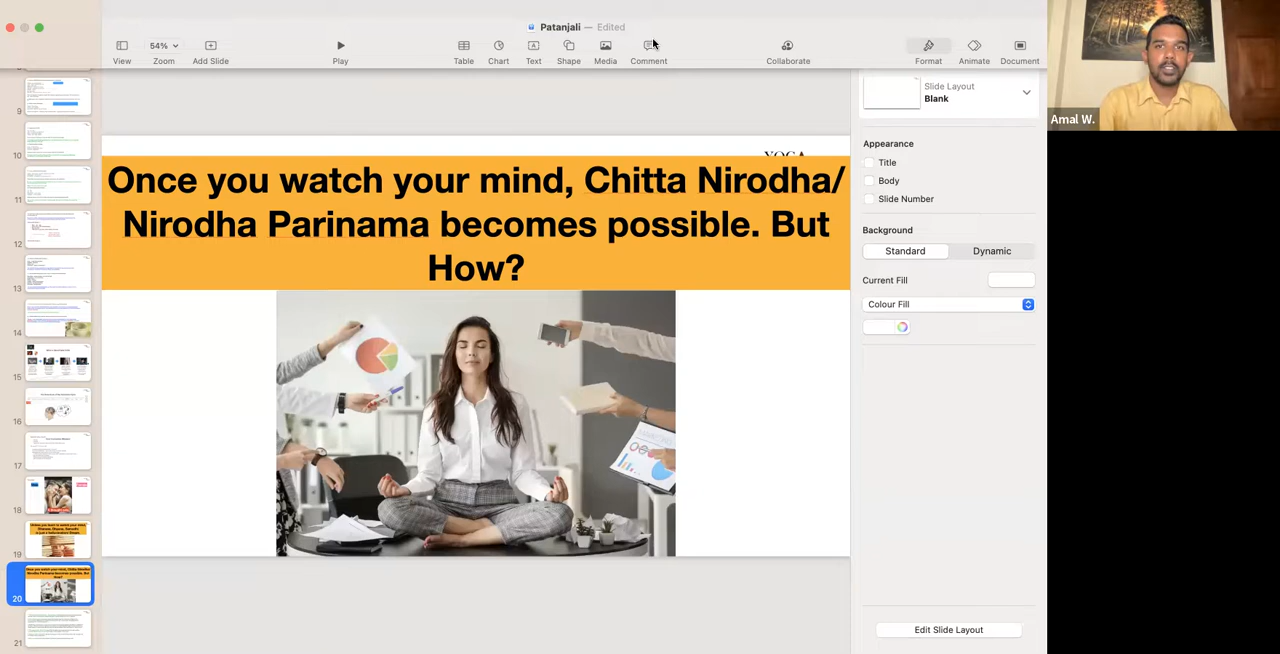 Patanjali — Edited
54%
View
Zoom
Add Slide
Play
Table
Chart
Text
Shape
Media
Comment
Collaborate
Format
Animate
Document
9
10
11
12
13
14
15
16
17
18
19
20
21
YOGA
Once you watch yourmind, Chitta Nirodha/
Nirodha Parinama becomes possible. But
How?
Slide Layout
Blank
Appearance
Title
Body
Slide Number
Background
Standard
Dynamic
Current Fill
Colour Fill
Edit Slide Layout
Amal W.